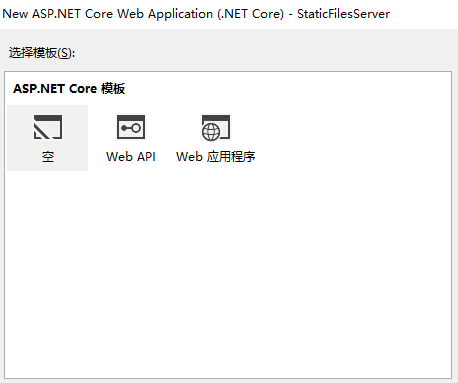 New ASP.NET Core Web Application (.NET Core) - StaticFilesServer
选择模板(S):
ASP.NET Core 模板
空 Web API Web 应用程序